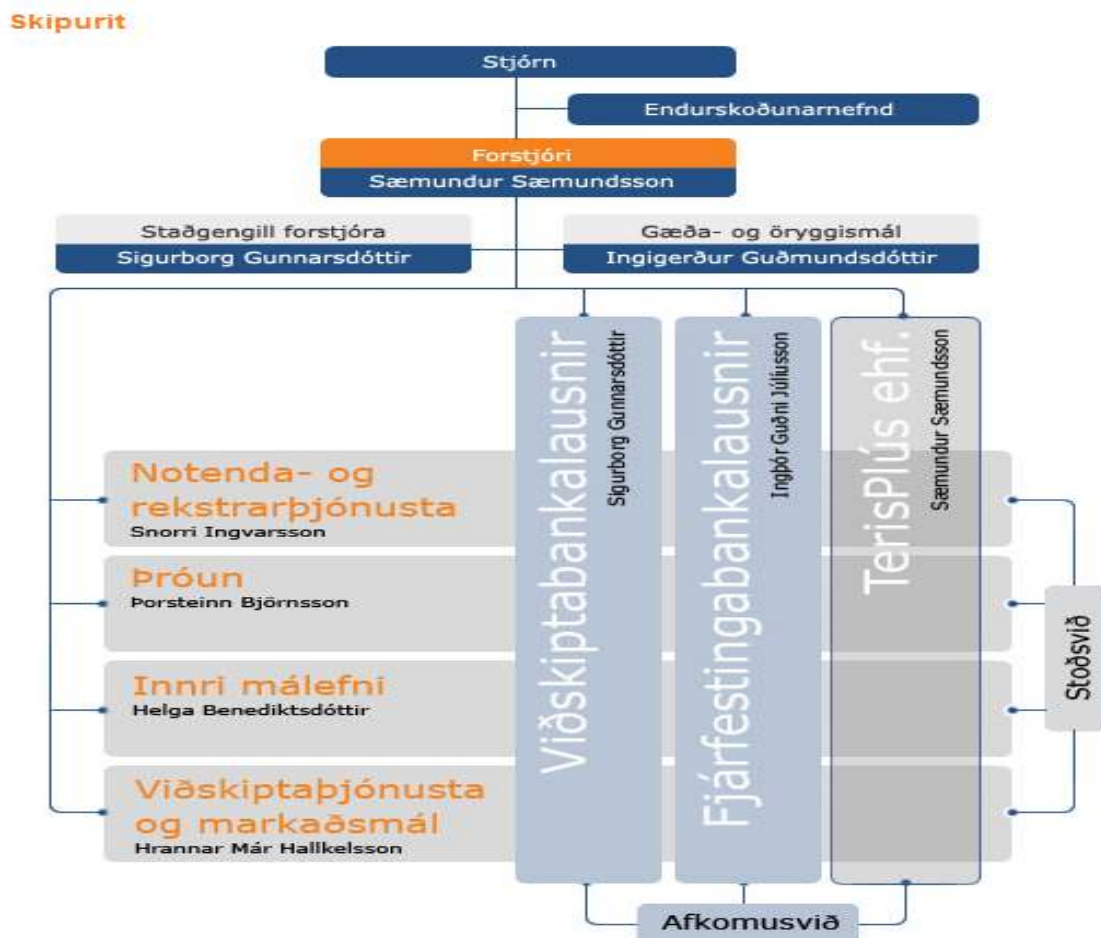 Skipurit
Stjórn
Endurskoðunarnefnd
Forstjóri
Sæmundur Sæmundsson
Staðgengill forstjóra
Sigurborg Gunnarsdóttir
Gæða- og öryggismál
Ingigerður Guðmundsdóttir
Viðskiptabankalausnir
Sigurborg Gunnarsdóttir
Fjárfestingabankalausnir
Ingþór Guðni Júlíusson
TerisPlús ehf.
Sæmundur Sæmundsson
Notenda- og
rekstrarþjónusta
Snorri Ingvarsson
Þróun
Þorsteinn Björnsson
Innri málefni
Helga Benediktsdóttir
Viðskiptaþjónusta
og markaðsmál
Hrannar Már Hallkelsson
Stoðsvið
Afkomusvið